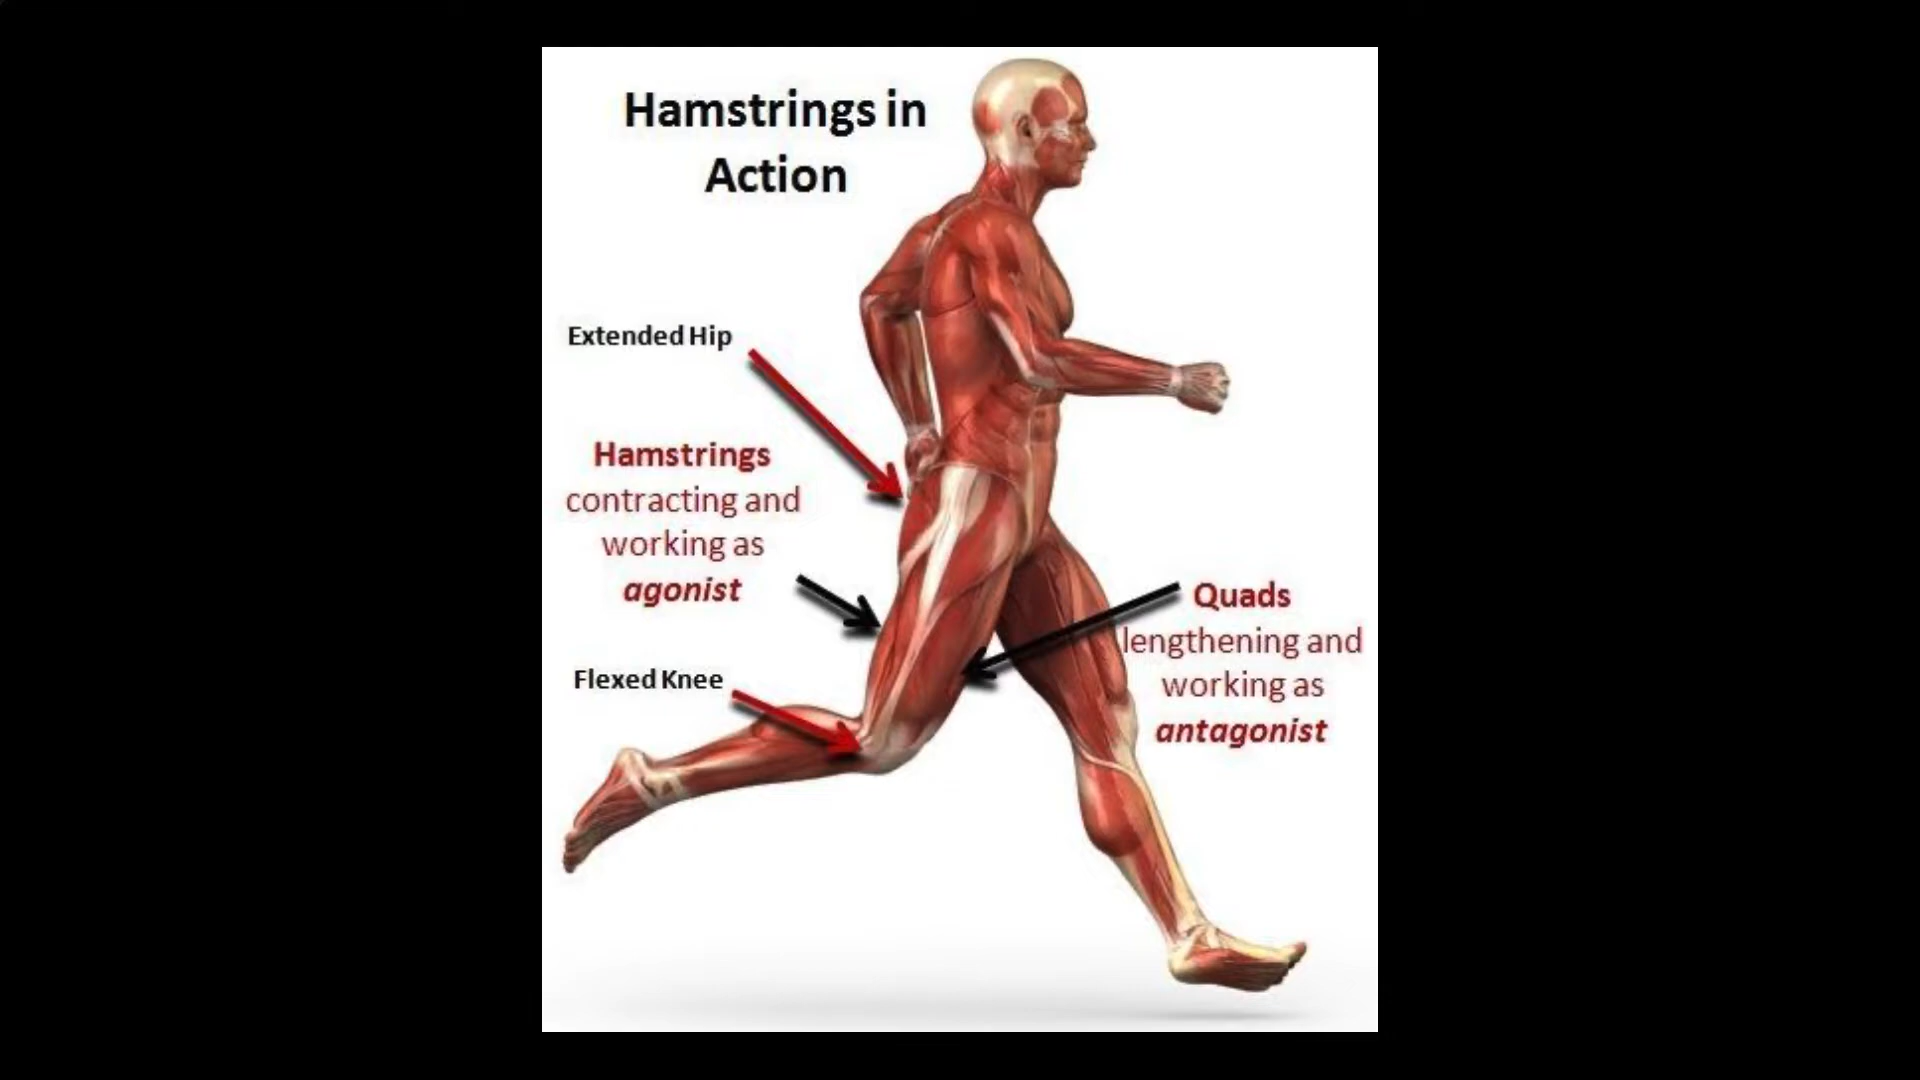 Hamstrings in
Action
Extended Hip
Hamstrings
contracting and
working as
agonist
Flexed Knee
Quads
lengthening and
working as
antagonist